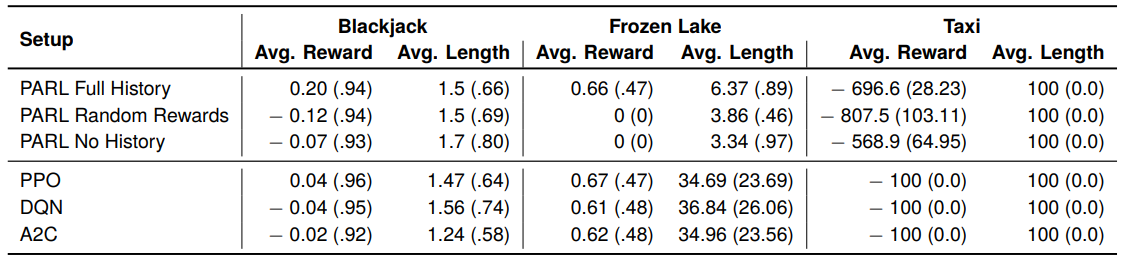 Setup Blackjack Frozen Lake Taxi
Avg. Reward Avg. Length Avg. Reward Avg. Length Avg. Reward Avg. Length
PARL Full History 0.20 (.94) 1.5 (.66) 0.66 (.47) 6.37 (.89) − 696.6 (28.23) 100 (0.0)
PARL Random Rewards − 0.12 (.94) 1.5 (.69) 0 (0) 3.86 (.46) − 807.5 (103.11) 100 (0.0)
PARL No History − 0.07 (.93) 1.7 (.80) 0 (0) 3.34 (.97) − 568.9 (64.95) 100 (0.0)
PPO 0.04 (.96) 1.47 (.64) 0.67 (.47) 34.69 (23.69) − 100 (0.0) 100 (0.0)
DQN − 0.04 (.95) 1.56 (.74) 0.61 (.48) 36.84 (26.06) − 100 (0.0) 100 (0.0)
A2C − 0.02 (.92) 1.24 (.58) 0.62 (.48) 34.96 (23.56) − 100 (0.0) 100 (0.0)